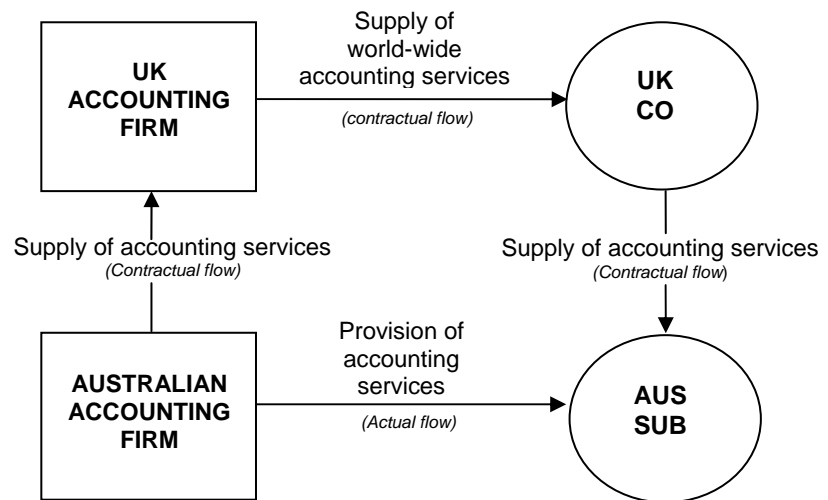 Supply of
world-wide
accounting services
(contractual flow)
UK
ACCOUNTING
FIRM
UK
CO
Supply of accounting services
(Contractual flow)
Supply of accounting services
(Contractual flow)
Provision of
accounting
services
(Actual flow)
AUSTRALIAN
ACCOUNTING
FIRM
AUS
SUB